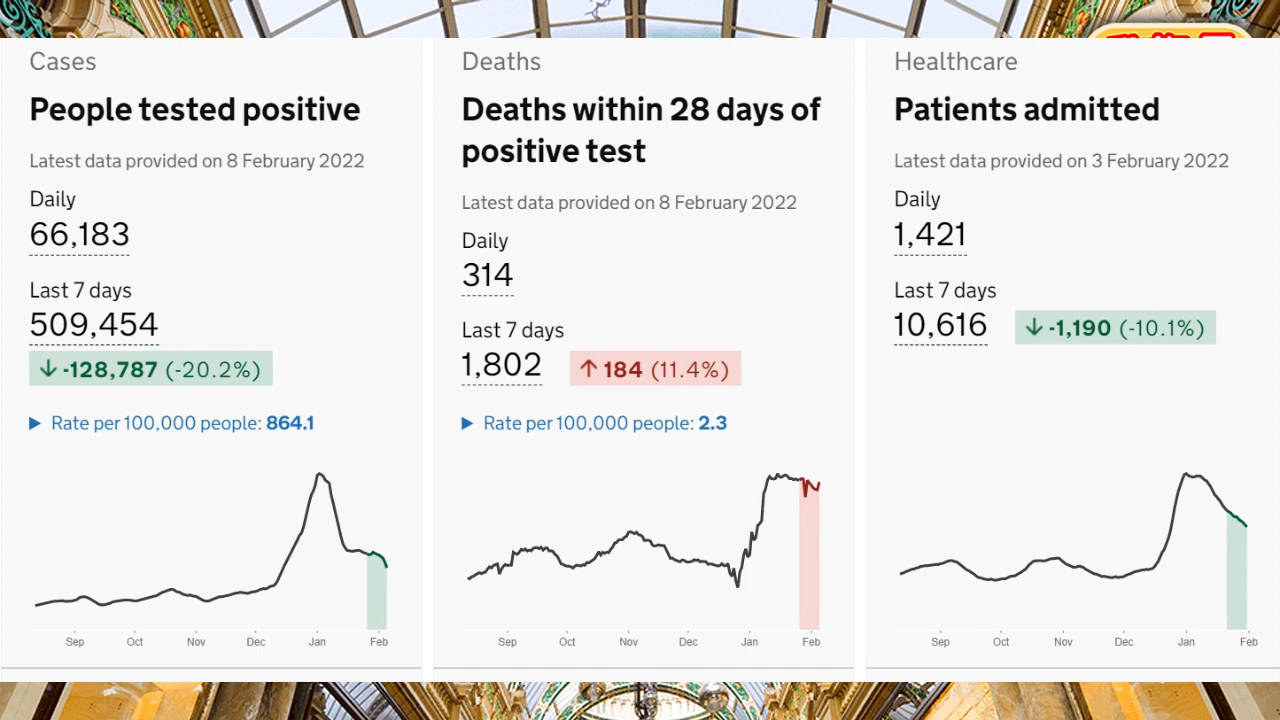 Cases
People tested positive
Latest data provided on 8 February 2022
Daily
66,183
Last 7 days
509,454
↓ -128,787 (-20.2%)
▶ Rate per 100,000 people: 864.1
Sep Oct Nov Dec Jan Feb
Deaths
Deaths within 28 days of
positive test
Latest data provided on 8 February 2022
Daily
314
Last 7 days
1,802 ↑ 184 (11.4%)
▶ Rate per 100,000 people: 2.3
Sep Oct Nov Dec Jan Feb
Healthcare
Patients admitted
Latest data provided on 3 February 2022
Daily
1,421
Last 7 days
10,616 ↓ -1,190 (-10.1%)
Sep Oct Nov Dec Jan Feb